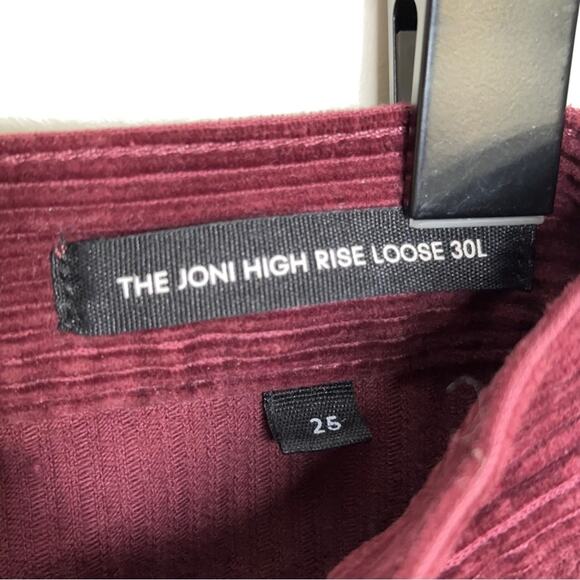 THE JONI HIGH RISE LOOSE 30L
25